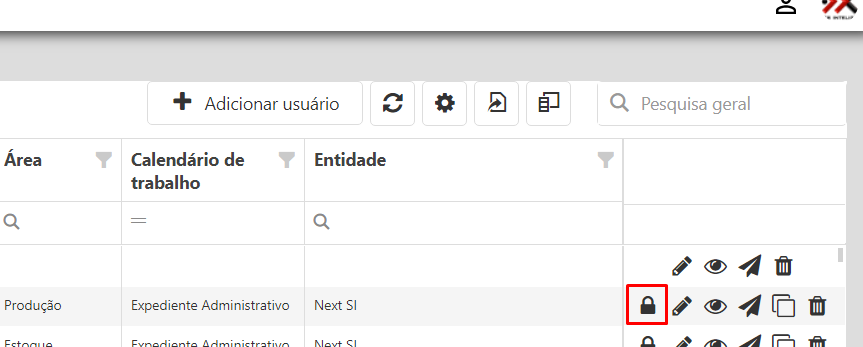 Adicionar usuário
Pesquisa geral
Área
Calendário de trabalho
Entidade
Produção
Expediente Administrativo
Next SI
Estoque
Expediente Administrativo
Next SI